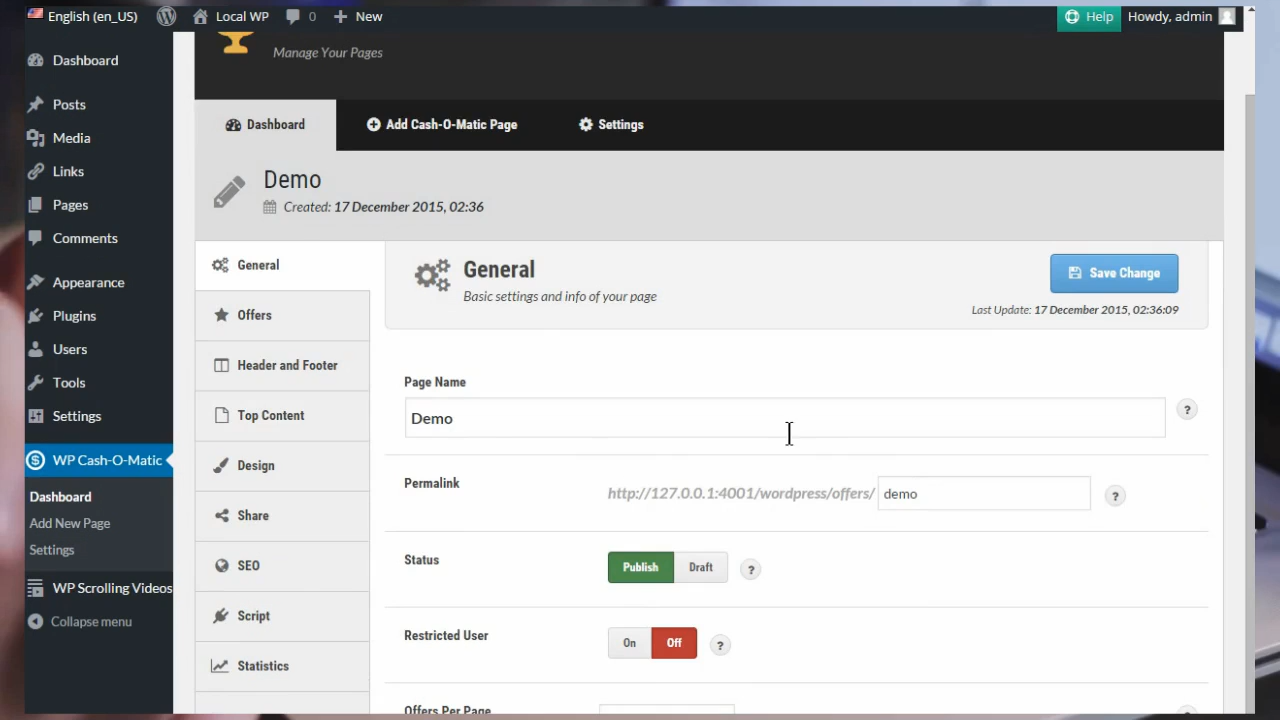 English (en_US)
Local WP
0
New
Help
Howdy, admin
Dashboard
Posts
Media
Links
Pages
Comments
Appearance
Plugins
Users
Tools
Settings
WP Cash-O-Matic
Dashboard
Add New Page
Settings
WP Scrolling Videos
Collapse menu
Manage Your Pages
Dashboard
Add Cash-O-Matic Page
Settings
Demo
Created: 17 December 2015, 02:36
General
Offers
Header and Footer
Top Content
Design
Share
SEO
Script
Statistics
General
Basic settings and info of your page
Save Change
Last Update: 17 December 2015, 02:36:09
Page Name
Demo
?
Permalink
http://127.0.0.1:4001/wordpress/offers/
demo
?
Status
Publish
Draft
?
Restricted User
On
Off
?
Offers Per Page